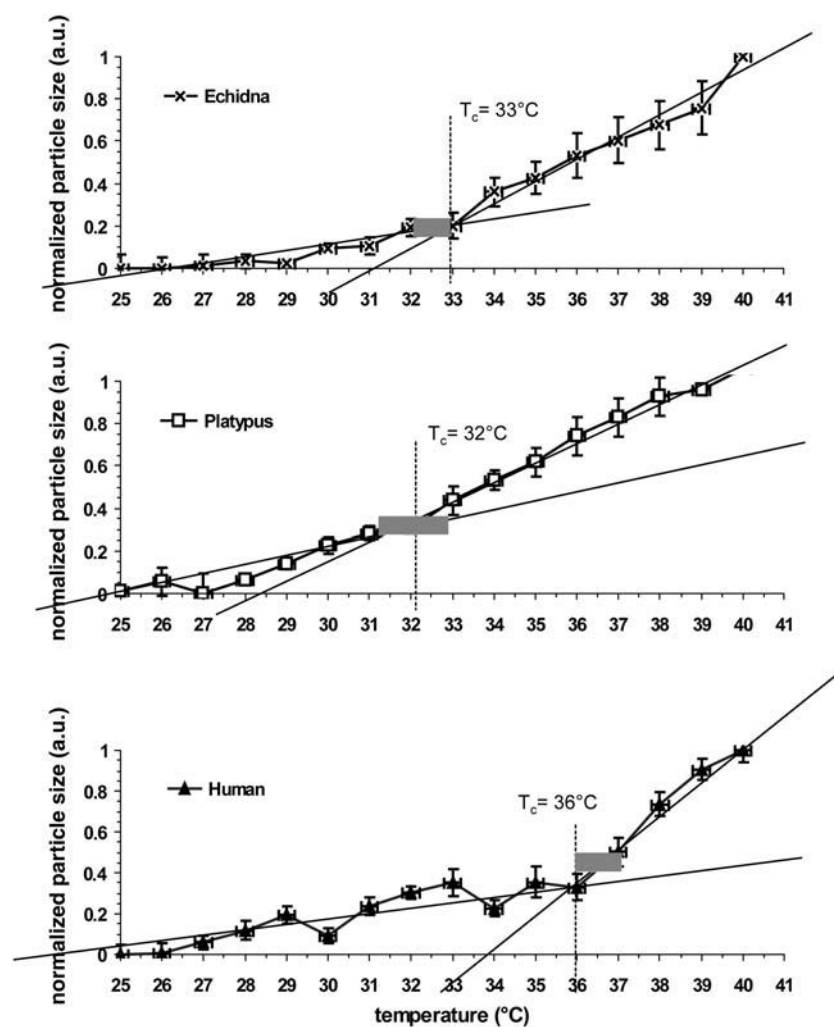 normalized particle size (a.u.)
1
0.8
0.6
0.4
0.2
0
Echidna
Tc= 33°C
25 26 27 28 29 30 31 32 33 34 35 36 37 38 39 40 41
normalized particle size (a.u.)
1
0.8
0.6
0.4
0.2
0
Platypus
Tc= 32°C
25 26 27 28 29 30 31 32 33 34 35 36 37 38 39 40 41
normalized particle size (a.u.)
1
0.8
0.6
0.4
0.2
0
Human
Tc= 36°C
25 26 27 28 29 30 31 32 33 34 35 36 37 38 39 40 41
temperature (°C)